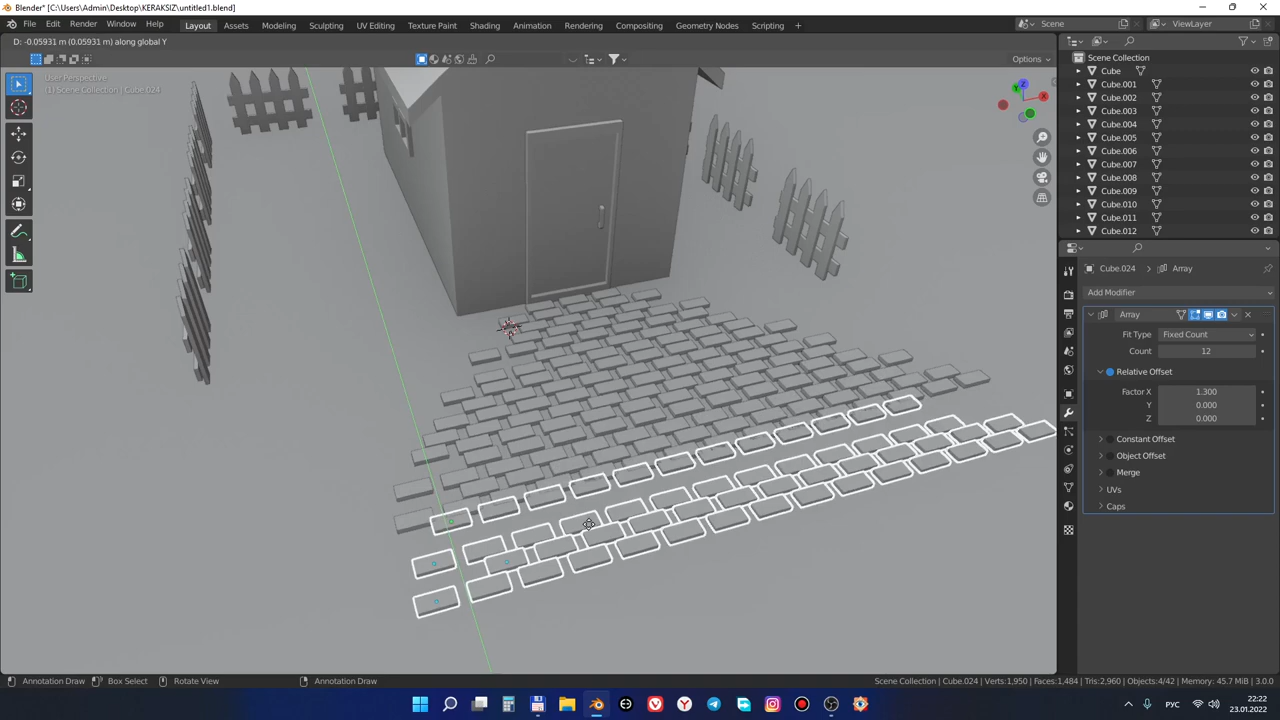 Blender* [C:\Users\Admin\Desktop\KERAKSIZ\untitled1.blend]
File Edit Render Window Help Layout Assets Modeling Sculpting UV Editing Texture Paint Shading Animation Rendering Compositing Geometry Nodes Scripting + Scene ViewLayer
D: -0.05931 m (0.05931 m) along global Y
Options
User Perspective
(1) Scene Collection | Cube.024
Scene Collection
Cube
Cube.001
Cube.002
Cube.003
Cube.004
Cube.005
Cube.006
Cube.007
Cube.008
Cube.009
Cube.010
Cube.011
Cube.012
Z
Y
X
Cube.024 > Array
Add Modifier
Array
Fit Type Fixed Count
Count 12
Relative Offset
Factor X 1.300
Y 0.000
Z 0.000
Constant Offset
Object Offset
Merge
UVs
Caps
Annotation Draw Box Select Rotate View Annotation Draw
Scene Collection | Cube.024 | Verts:1,950 | Faces:1,484 | Tris:2,960 | Objects:4/42 | Memory: 45.7 MiB | 3.0.0
РУС
22:22
23.01.2022